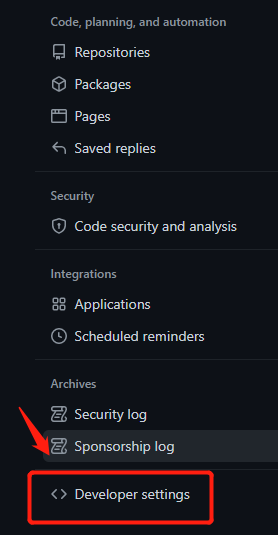 Code, planning, and automation
Repositories
Packages
Pages
Saved replies
Security
Code security and analysis
Integrations
Applications
Scheduled reminders
Archives
Security log
Sponsorship log
Developer settings